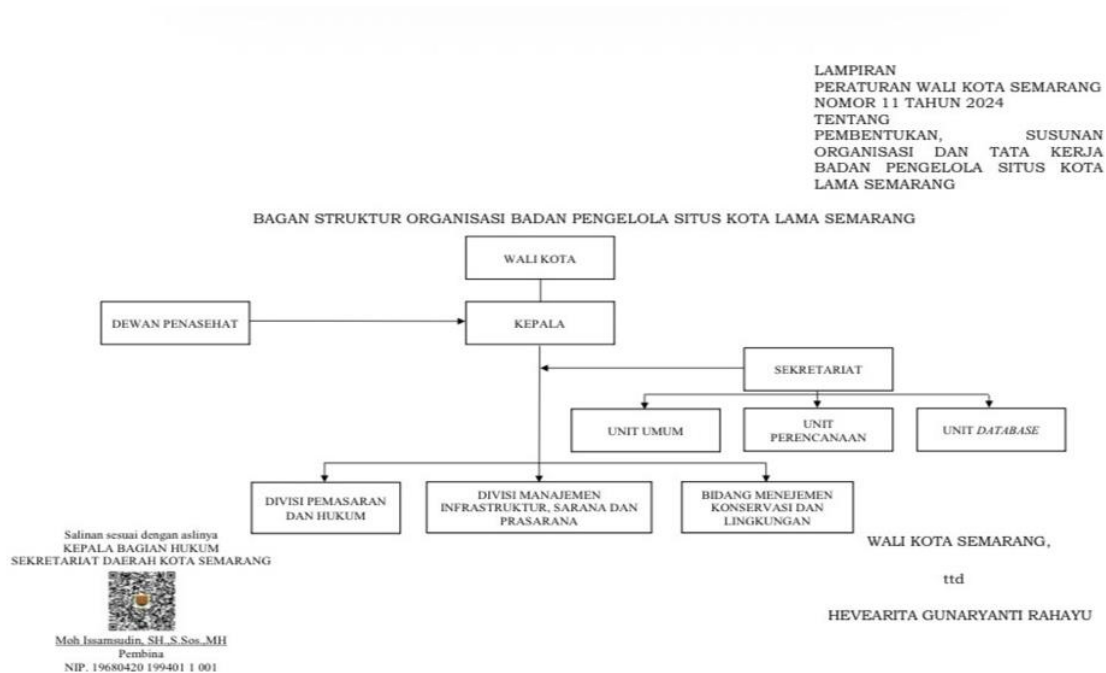 LAMPIRAN
PERATURAN WALI KOTA SEMARANG
NOMOR 11 TAHUN 2024
TENTANG
PEMBENTUKAN, SUSUNAN
ORGANISASI DAN TATA KERJA
BADAN PENGELOLA SITUS KOTA
LAMA SEMARANG
BAGAN STRUKTUR ORGANISASI BADAN PENGELOLA SITUS KOTA LAMA SEMARANG
WALI KOTA
DEWAN PENASEHAT
KEPALA
SEKRETARIAT
UNIT UMUM
UNIT
PERENCANAAN
UNIT DATABASE
DIVISI PEMASARAN
DAN HUKUM
DIVISI MANAJEMEN
INFRASTRUKTUR, SARANA DAN
PRASARANA
BIDANG MENEJEMEN
KONSERVASI DAN
LINGKUNGAN
Salinan sesuai dengan aslinya
KEPALA BAGIAN HUKUM
SEKRETARIAT DAERAH KOTA SEMARANG
Moh Issamsudin, SH.,S.Sos.,MH
Pembina
NIP. 19680420 199401 1 001
WALI KOTA SEMARANG,
ttd
HEVEARITA GUNARYANTI RAHAYU